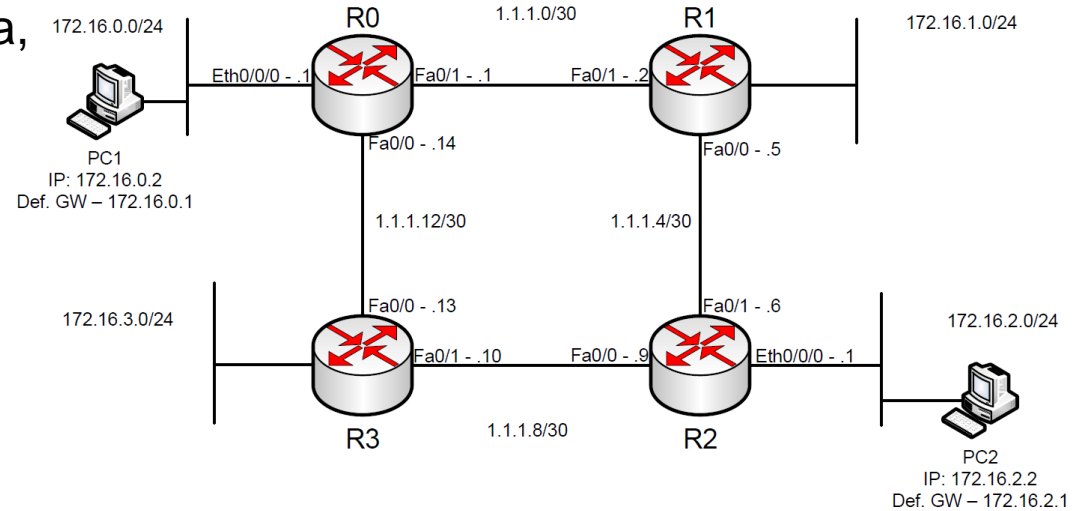 a,
172.16.0.0/24
R0
1.1.1.0/30
R1
172.16.1.0/24
Eth0/0/0 - .1
Fa0/1 - .1
Fa0/1 - .2
Fa0/0 - .14
Fa0/0 - .5
PC1
IP: 172.16.0.2
Def. GW – 172.16.0.1
1.1.1.12/30
1.1.1.4/30
Fa0/0 - .13
Fa0/1 - .6
172.16.3.0/24
172.16.2.0/24
Fa0/1 - .10
Fa0/0 - .9
Eth0/0/0 - .1
R3
1.1.1.8/30
R2
PC2
IP: 172.16.2.2
Def. GW – 172.16.2.1